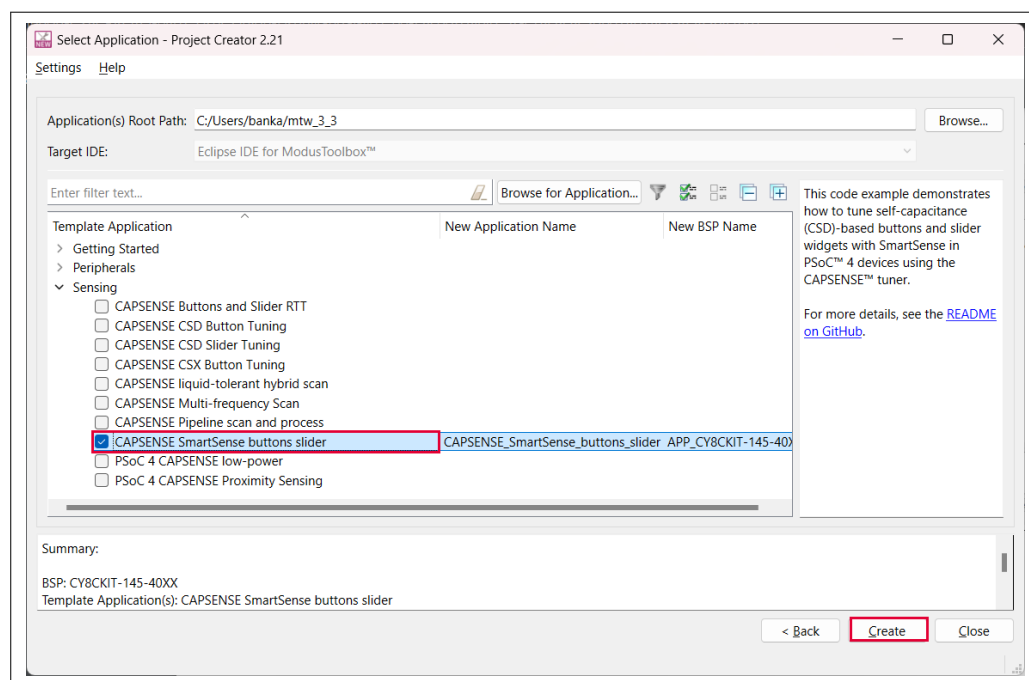 NEW Select Application - Project Creator 2.21
Settings Help
Application(s) Root Path: C:/Users/banka/mtw_3_3 Browse...
Target IDE: Eclipse IDE for ModusToolbox™
Enter filter text... Browse for Application...
Template Application New Application Name New BSP Name
Getting Started
Peripherals
Sensing
CAPSENSE Buttons and Slider RTT
CAPSENSE CSD Button Tuning
CAPSENSE CSD Slider Tuning
CAPSENSE CSX Button Tuning
CAPSENSE liquid-tolerant hybrid scan
CAPSENSE Multi-frequency Scan
CAPSENSE Pipeline scan and process
CAPSENSE SmartSense buttons slider CAPSENSE_SmartSense_buttons_slider APP_CY8CKIT-145-40X
PSoC 4 CAPSENSE low-power
PSoC 4 CAPSENSE Proximity Sensing
This code example demonstrates
how to tune self-capacitance
(CSD)-based buttons and slider
widgets with SmartSense in
PSoC™ 4 devices using the
CAPSENSE™ tuner.
For more details, see the README
on GitHub.
Summary:
BSP: CY8CKIT-145-40XX
Template Application(s): CAPSENSE SmartSense buttons slider
< Back Create Close